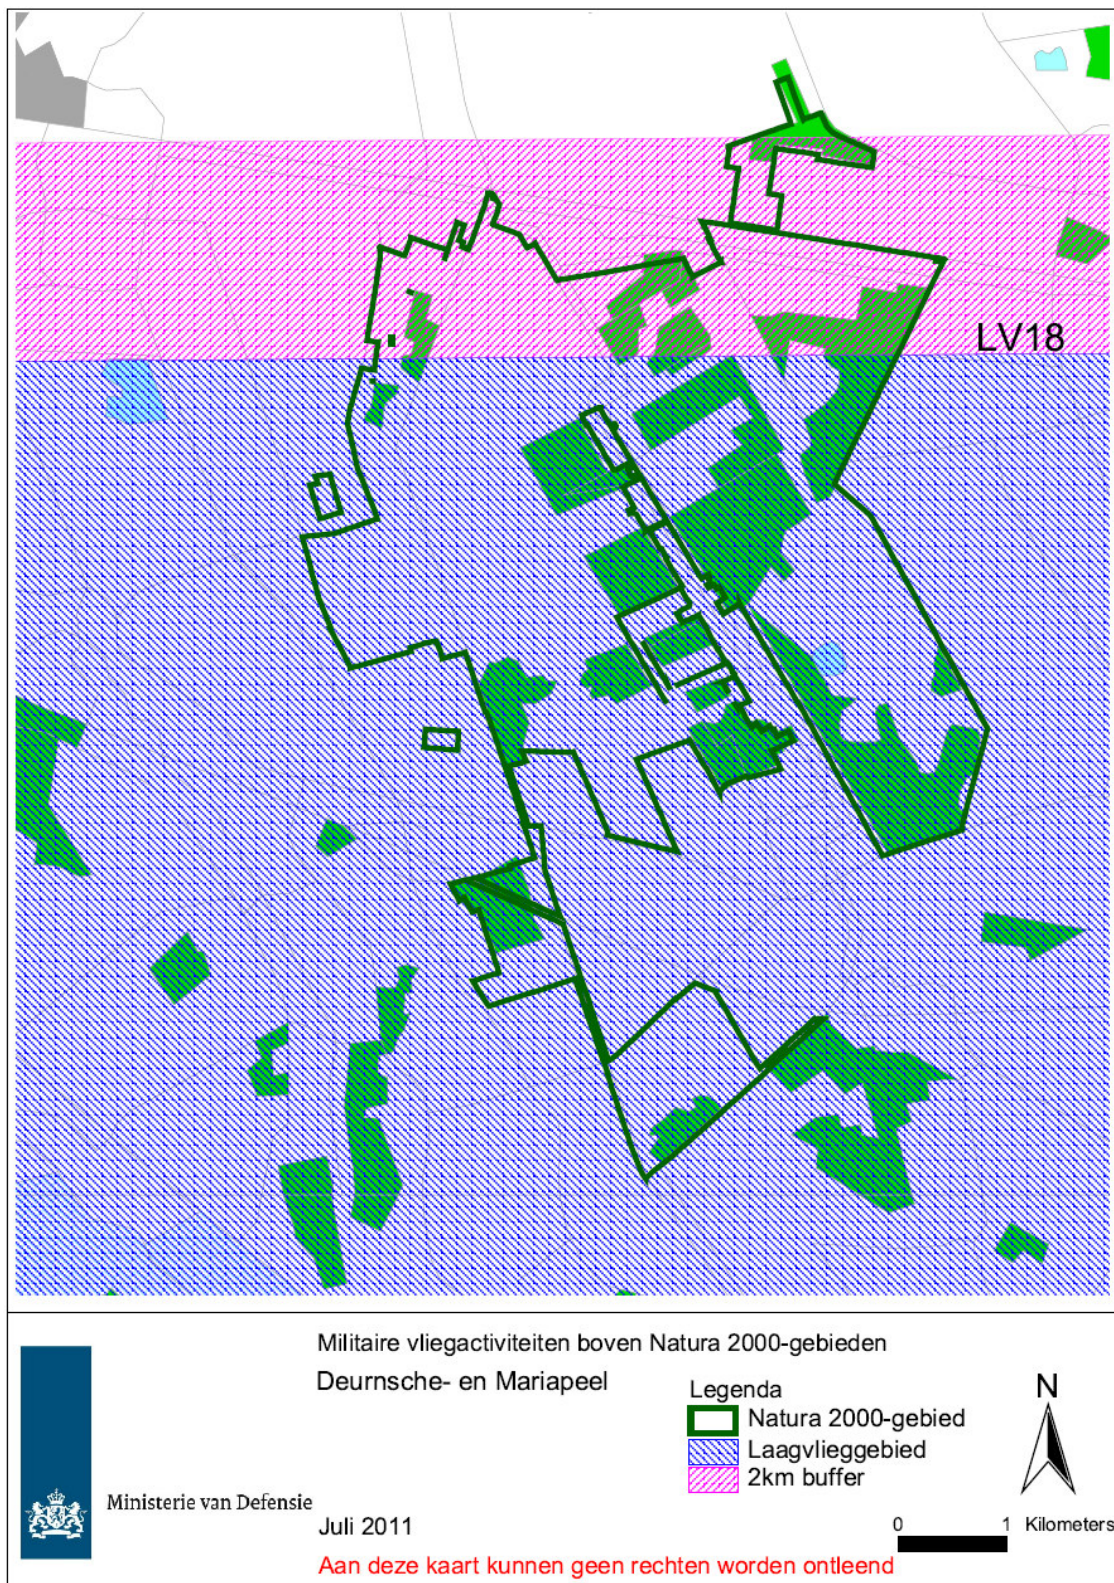 LV18
Militaire vliegactiviteiten boven Natura 2000-gebieden
Deurnsche- en Mariapeel
Legenda
Natura 2000-gebied
Laagvlieggebied
2km buffer
N
Ministerie van Defensie
Juli 2011
0 1 Kilometers
Aan deze kaart kunnen geen rechten worden ontleend